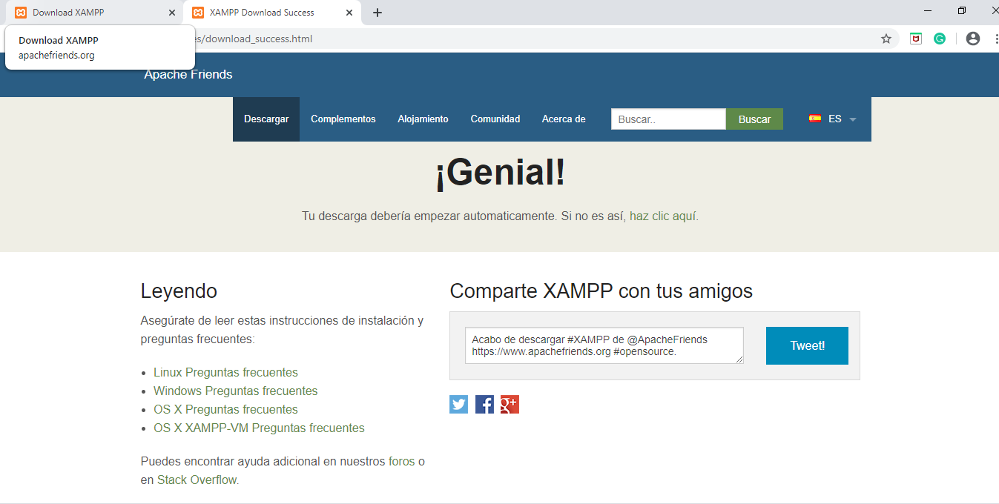 Download XAMPP
XAMPP Download Success
Download XAMPP
apachefriends.org
es/download_success.html
Apache Friends
Descargar
Complementos
Alojamiento
Comunidad
Acerca de
Buscar..
Buscar
ES
¡Genial!
Tu descarga debería empezar automaticamente. Si no es así, haz clic aquí.
Leyendo
Asegúrate de leer estas instrucciones de instalación y
preguntas frecuentes:
Linux Preguntas frecuentes
Windows Preguntas frecuentes
OS X Preguntas frecuentes
OS X XAMPP-VM Preguntas frecuentes
Puedes encontrar ayuda adicional en nuestros foros o
en Stack Overflow.
Comparte XAMPP con tus amigos
Acabo de descargar #XAMPP de @ApacheFriends
https://www.apachefriends.org #opensource.
Tweet!